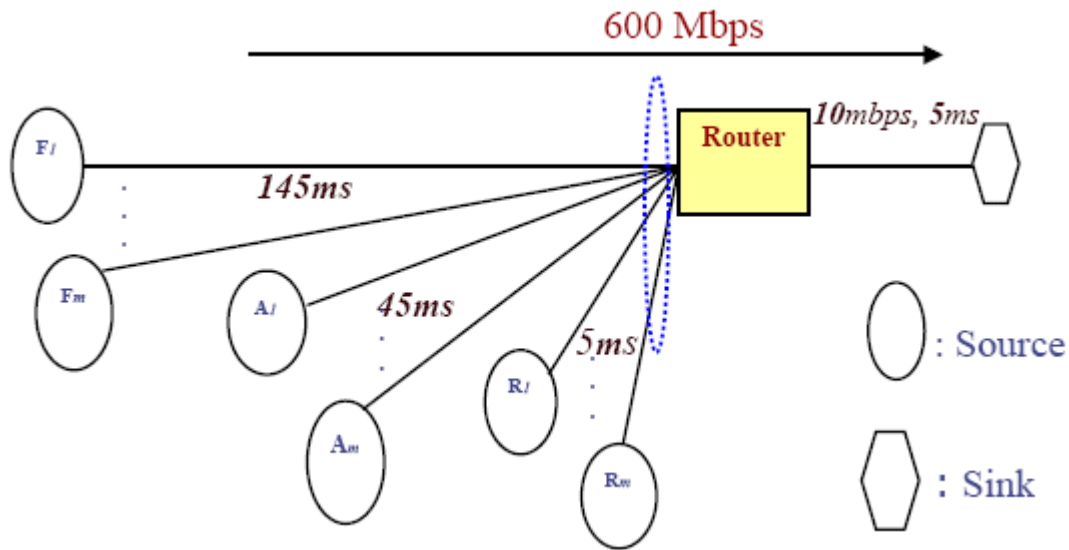 600 Mbps
10mbps, 5ms
Router
F1
145ms
Fm
A1
45ms
5ms
: Source
R1
Am
Rm
: Sink